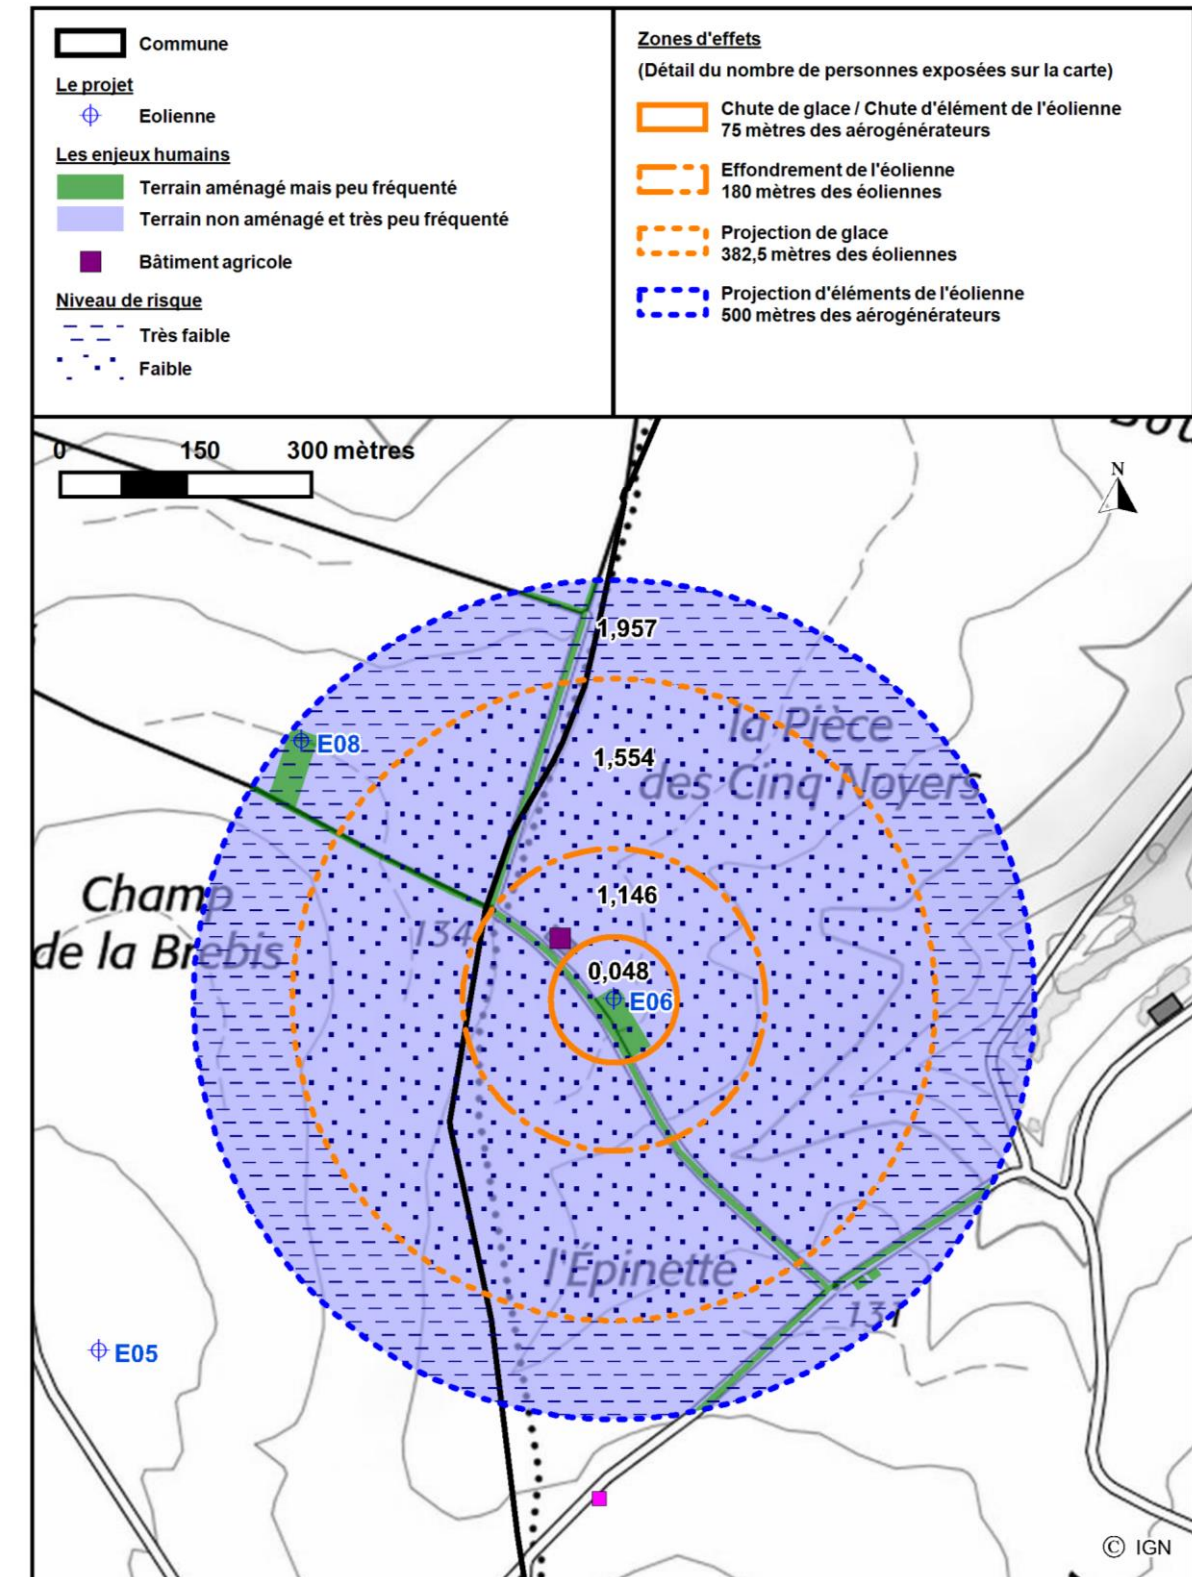 Commune
Le projet
Eolienne
Les enjeux humains
Terrain aménagé mais peu fréquenté
Terrain non aménagé et très peu fréquenté
Bâtiment agricole
Niveau de risque
Très faible
Faible
Zones d'effets
(Détail du nombre de personnes exposées sur la carte)
Chute de glace / Chute d'élément de l'éolienne
75 mètres des aérogénérateurs
Effondrement de l'éolienne
180 mètres des éoliennes
Projection de glace
382,5 mètres des éoliennes
Projection d'éléments de l'éolienne
500 mètres des aérogénérateurs
0 150 300 mètres
N
1,957
la Pièce
des Cinq Noyers
E08
1,554
Champ
de la Brebis
1,146
134
0,048
E06
l'Épinette
131
E05
© IGN